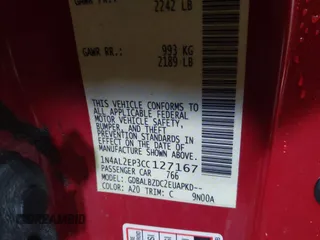 GAWR FRT.:
2242 LB
GAWR RR.: 993 KG
2189 LB
THIS VEHICLE CONFORMS TO
ALL APPLICABLE FEDERAL
MOTOR VEHICLE SAFETY,
BUMPER, AND THEFT
PREVENTION STANDARDS IN
EFFECT ON THE DATE OF
MANUFACTURE SHOWN ABOVE.
1N4AL2EP3CC127167
PASSENGER CAR 766
MODEL: GDBALBZDC2EUAPKD--
COLOR: A20 TRIM: C 9N00A